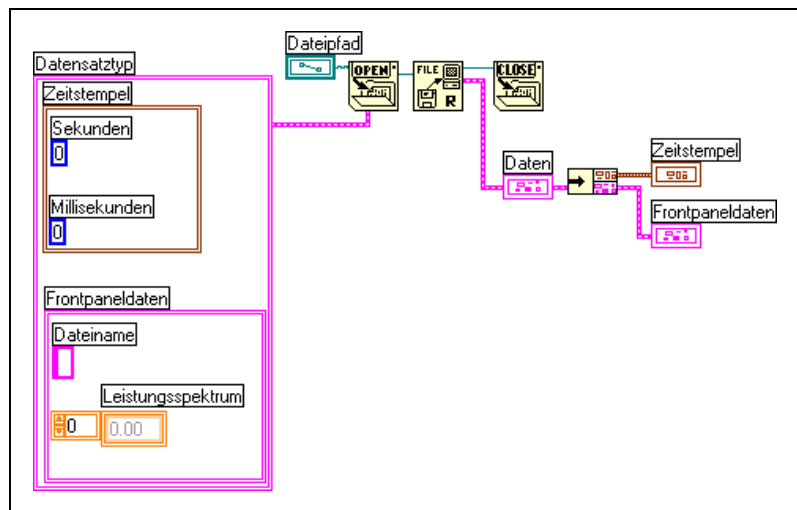 Dateipfad
Datensatztyp
OPEN
FILE
R
CLOSE
Zeitstempel
Sekunden
0
Millisekunden
0
Daten
Zeitstempel
Frontpaneldaten
Frontpaneldaten
Dateiname
Leistungsspektrum
0
0.00